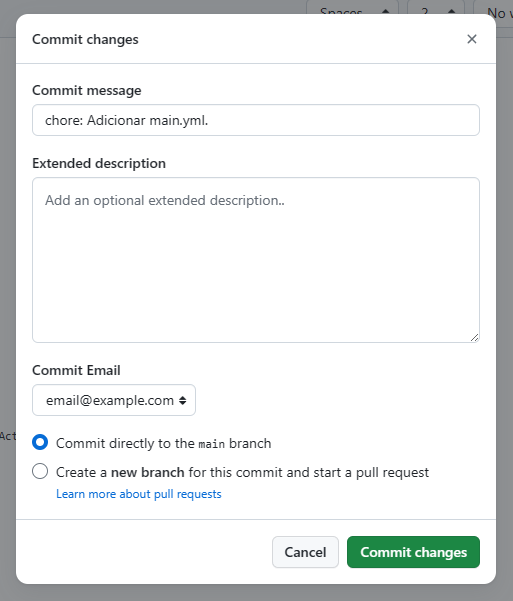 Spaces
2
No
Commit changes
Commit message
chore: Adicionar main.yml.
Extended description
Add an optional extended description..
Commit Email
email@example.com
Act
Commit directly to the main branch
Create a new branch for this commit and start a pull request
Learn more about pull requests
Cancel
Commit changes